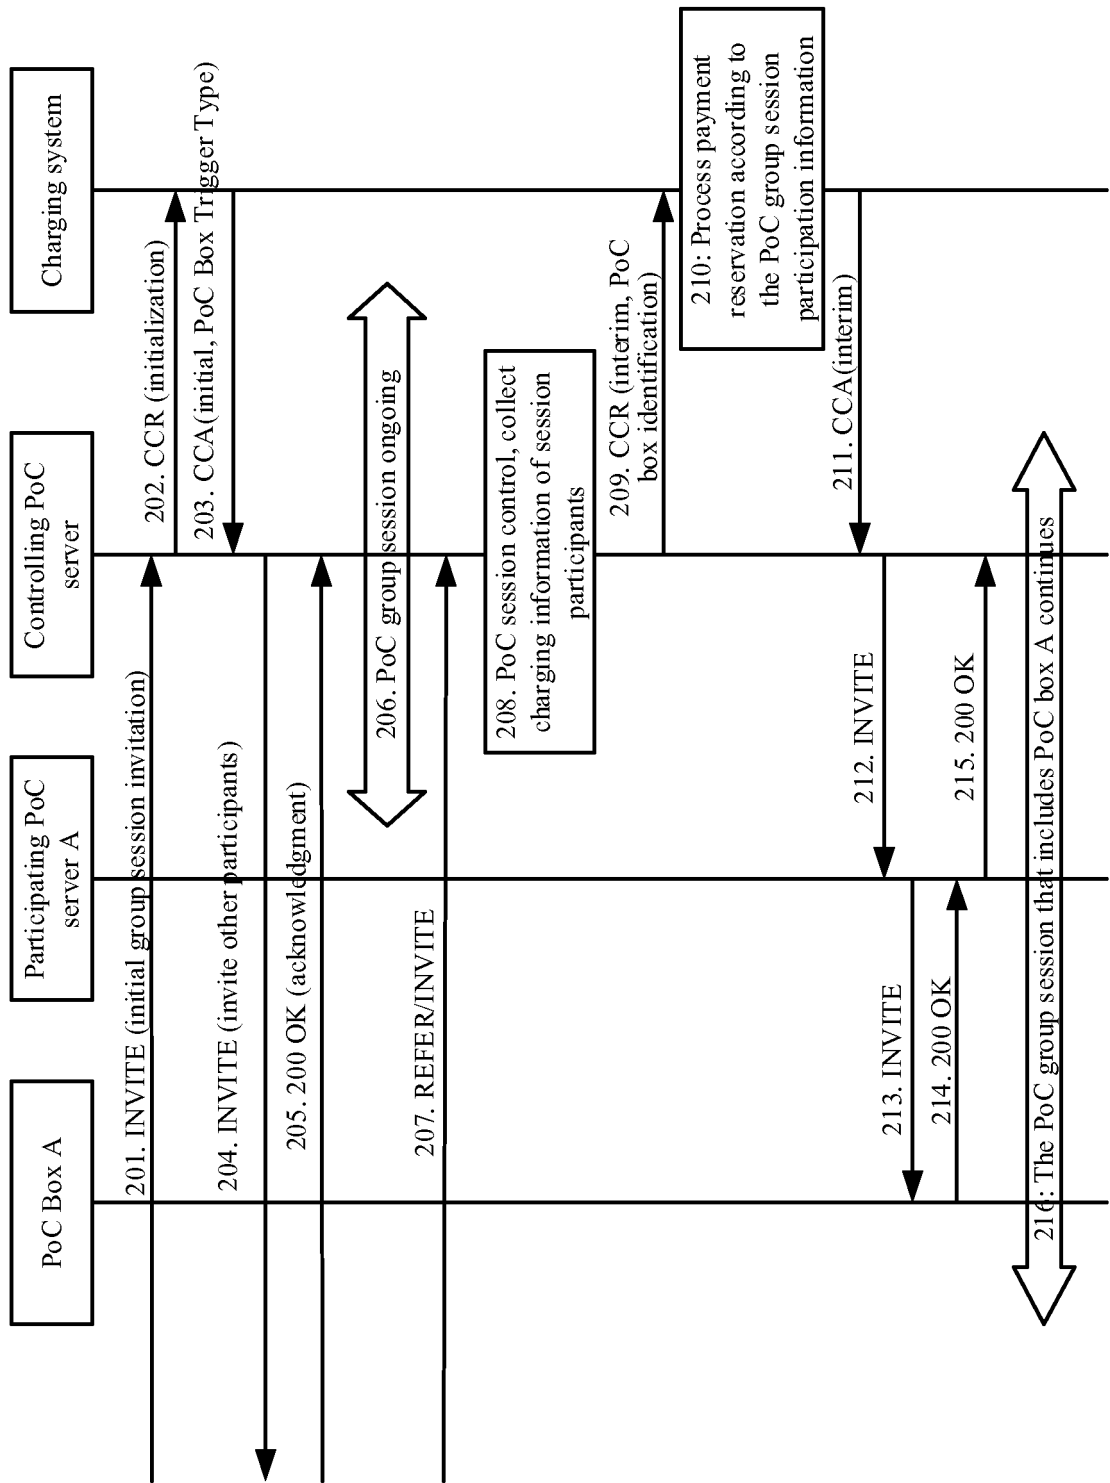 PoC Box A
Participating PoC
server A
Controlling PoC
server
Charging system
201. INVITE (initial group session invitation)
202. CCR (initialization)
203. CCA(initial, PoC Box Trigger Type)
204. INVITE (invite other participants)
205. 200 OK (acknowledgment)
206. PoC group session ongoing
207. REFER/INVITE
208. PoC session control, collect
charging information of session
participants
209. CCR (interim, PoC
box identification)
210: Process payment
reservation according to
the PoC group session
participation information
211. CCA(interim)
212. INVITE
213. INVITE
214. 200 OK
215. 200 OK
216: The PoC group session that includes PoC box A continues